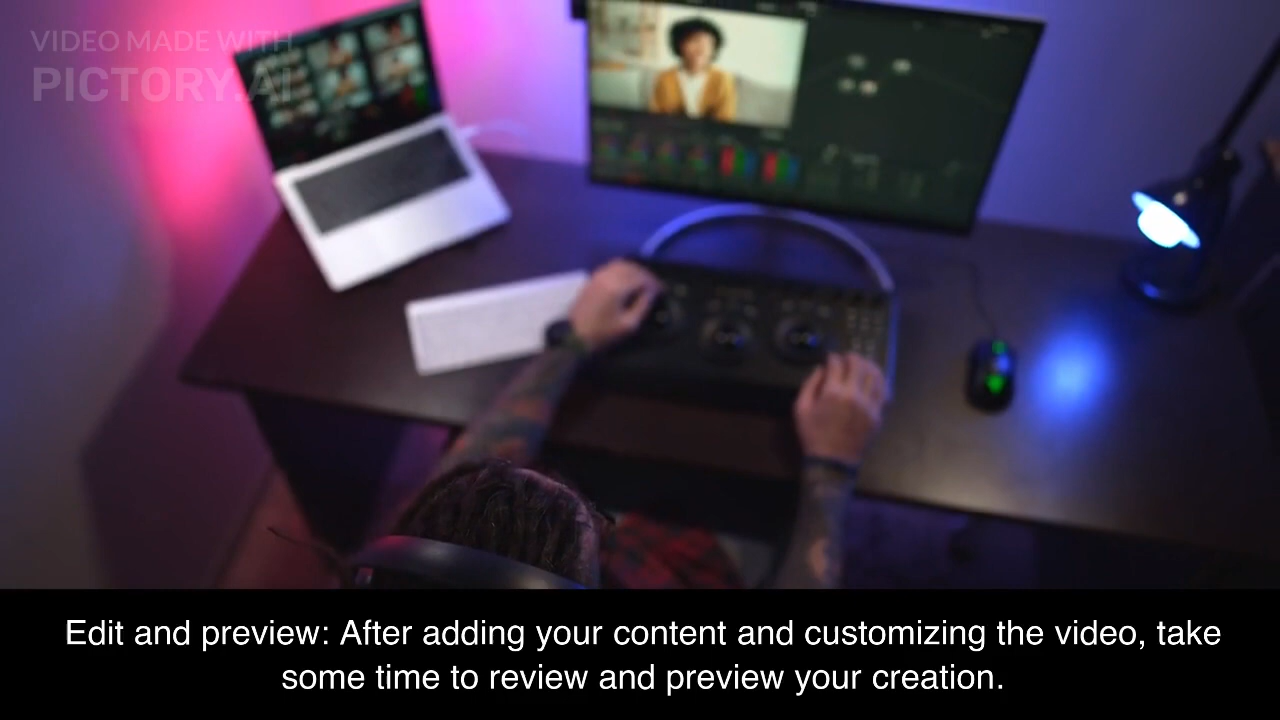 VIDEO MADE WITH
PICTORY.AI
Edit and preview: After adding your content and customizing the video, take
some time to review and preview your creation.